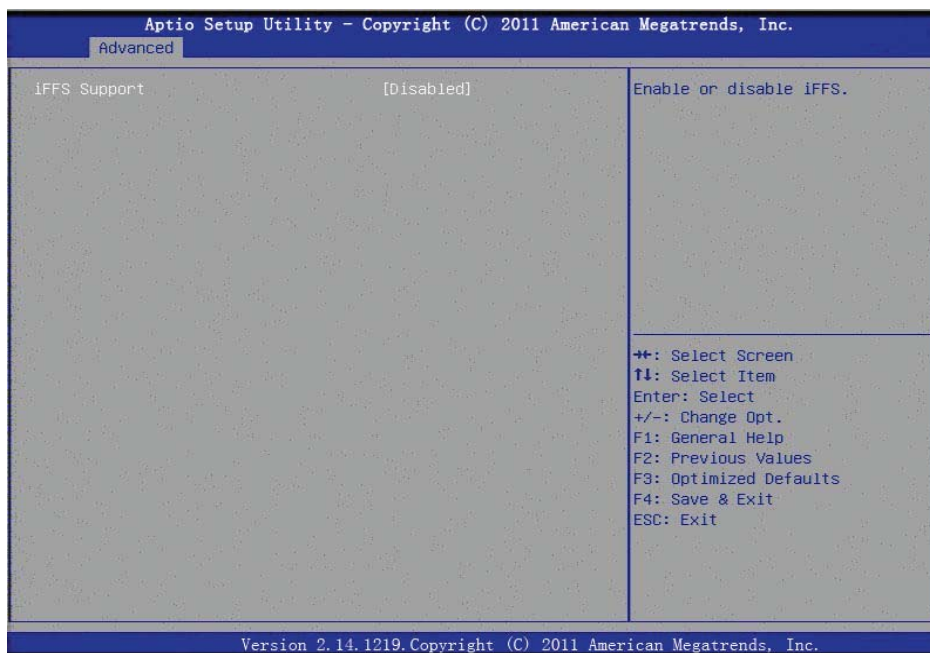 Aptio Setup Utility - Copyright (C) 2011 American Megatrends, Inc.
Advanced
iFFS Support [Disabled]
Enable or disable iFFS.
→←: Select Screen
↑↓: Select Item
Enter: Select
+/-: Change Opt.
F1: General Help
F2: Previous Values
F3: Optimized Defaults
F4: Save & Exit
ESC: Exit
Version 2.14.1219.Copyright (C) 2011 American Megatrends, Inc.